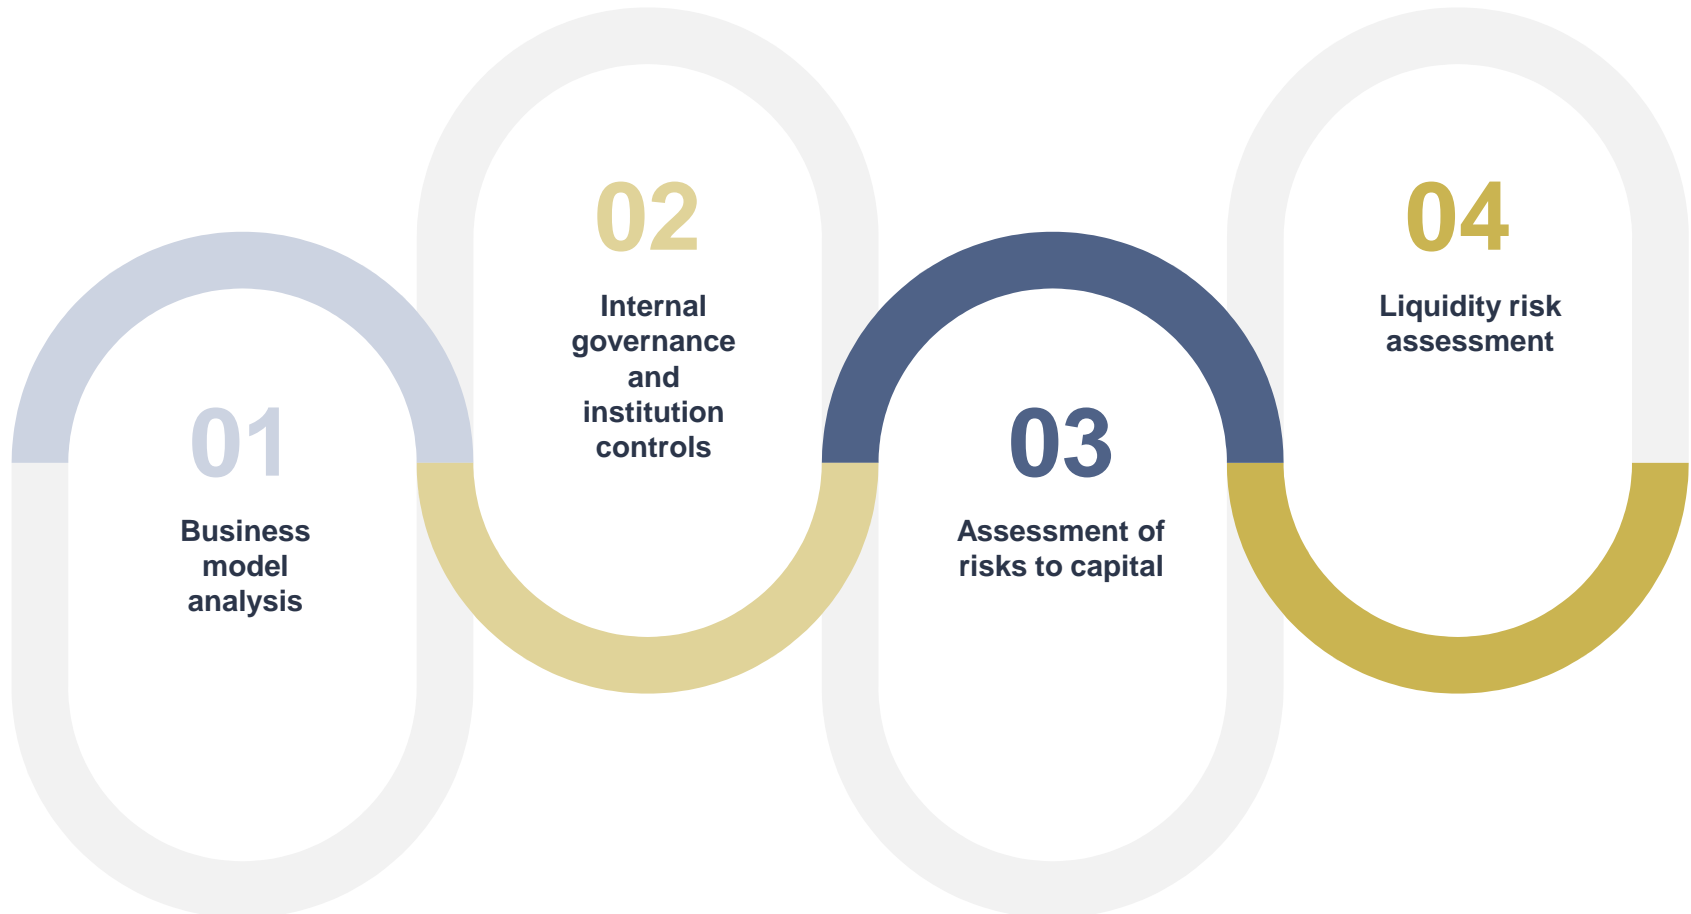 01
Business
model
analysis
02
Internal
governance
and
institution
controls
03
Assessment of
risks to capital
04
Liquidity risk
assessment